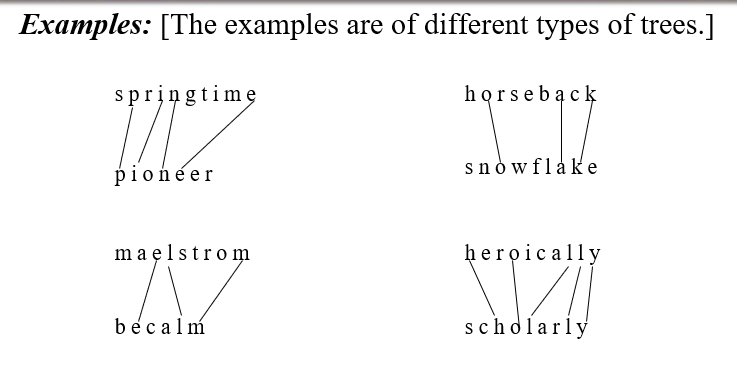 Examples: [The examples are of different types of trees.]
springtime horseback
pioneer snowflake
maelstrom heroically
becalm scholarly